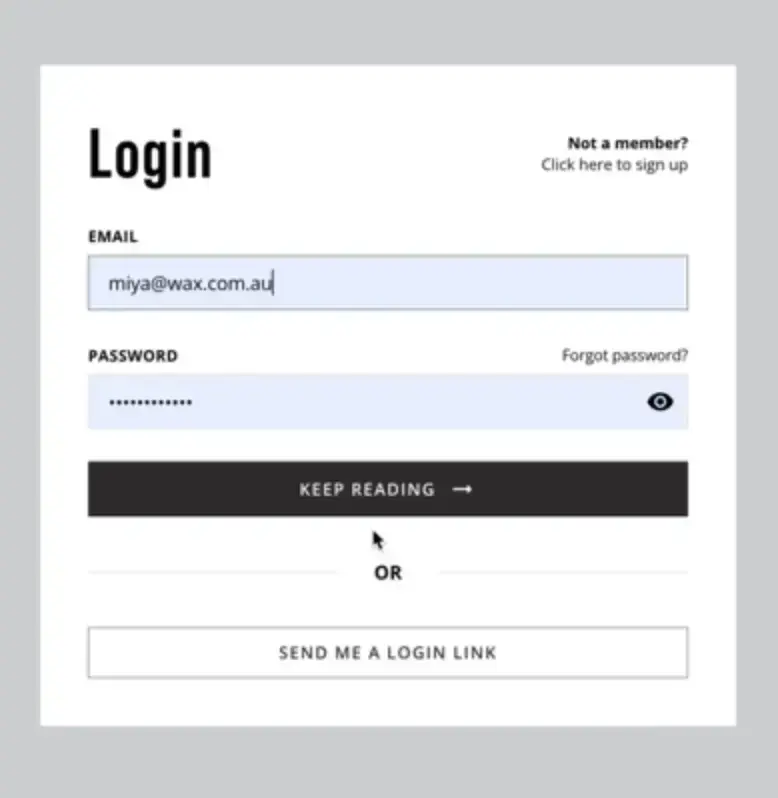 Login
Not a member?
Click here to sign up
EMAIL
miya@wax.com.au
PASSWORD
Forgot password?
••••••••••••
KEEP READING →
OR
SEND ME A LOGIN LINK